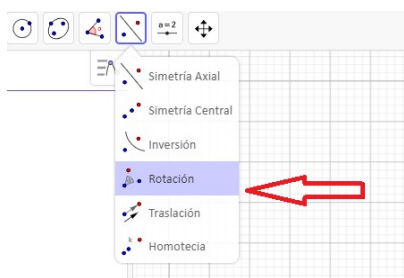 a=2
Simetría Axial
Simetría Central
Inversión
Rotación
Traslación
Homotecia